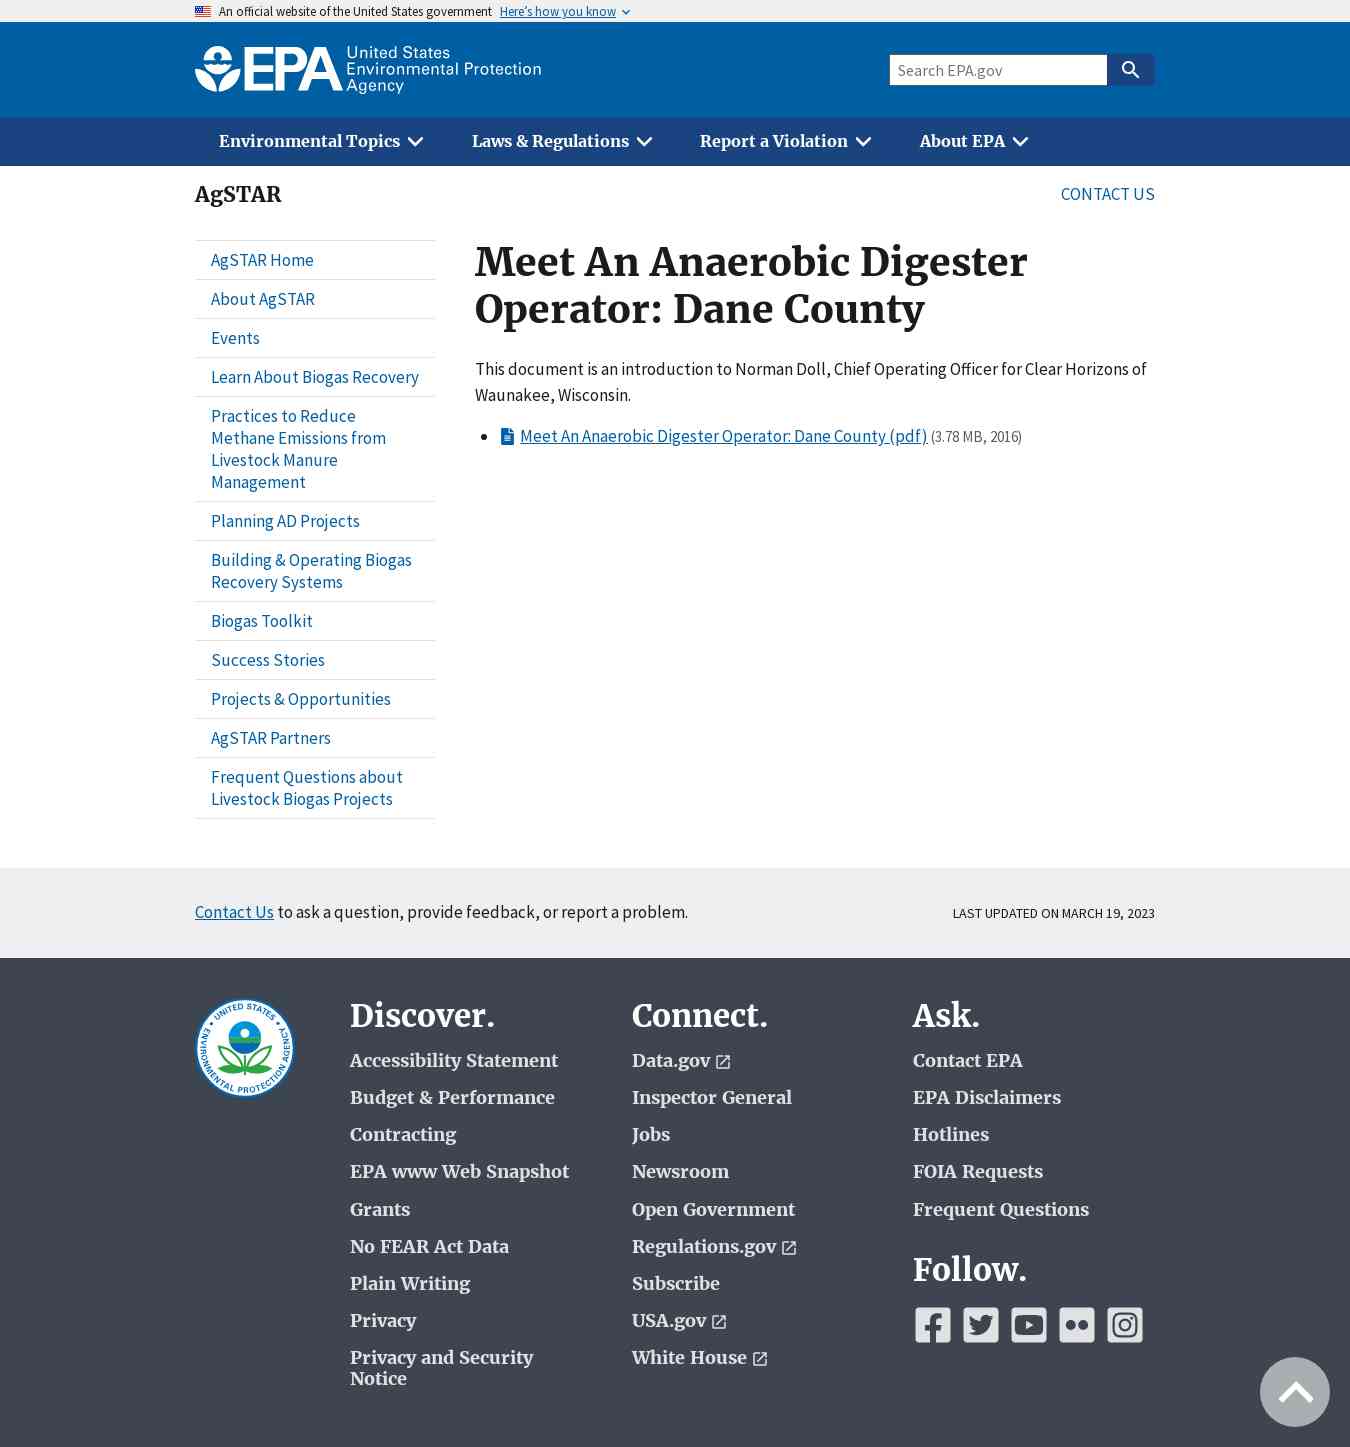 An official website of the United States government Here’s how you know
EPA United States
Environmental Protection
Agency
Search EPA.gov
Environmental Topics
Laws & Regulations
Report a Violation
About EPA
AgSTAR
CONTACT US
AgSTAR Home
About AgSTAR
Events
Learn About Biogas Recovery
Practices to Reduce
Methane Emissions from
Livestock Manure
Management
Planning AD Projects
Building & Operating Biogas
Recovery Systems
Biogas Toolkit
Success Stories
Projects & Opportunities
AgSTAR Partners
Frequent Questions about
Livestock Biogas Projects
Meet An Anaerobic Digester
Operator: Dane County
This document is an introduction to Norman Doll, Chief Operating Officer for Clear Horizons of
Waunakee, Wisconsin.
Meet An Anaerobic Digester Operator: Dane County (pdf) (3.78 MB, 2016)
Contact Us to ask a question, provide feedback, or report a problem.
LAST UPDATED ON MARCH 19, 2023
UNITED STATES
ENVIRONMENTAL PROTECTION AGENCY
Discover.
Accessibility Statement
Budget & Performance
Contracting
EPA www Web Snapshot
Grants
No FEAR Act Data
Plain Writing
Privacy
Privacy and Security
Notice
Connect.
Data.gov
Inspector General
Jobs
Newsroom
Open Government
Regulations.gov
Subscribe
USA.gov
White House
Ask.
Contact EPA
EPA Disclaimers
Hotlines
FOIA Requests
Frequent Questions
Follow.